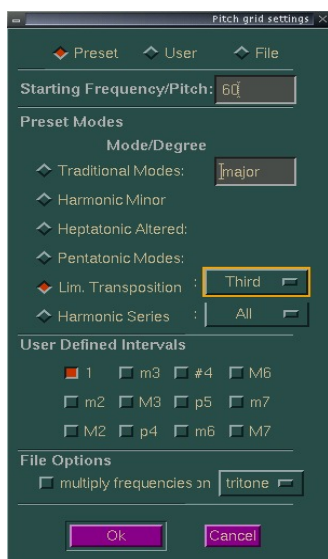 Pitch grid settings
Preset User File
Starting Frequency/Pitch: 60
Preset Modes
Mode/Degree
Traditional Modes: major
Harmonic Minor
Heptatonic Altered:
Pentatonic Modes:
Lim. Transposition : Third
Harmonic Series : All
User Defined Intervals
1 m3 #4 M6
m2 M3 p5 m7
M2 p4 m6 M7
File Options
multiply frequencies on tritone
Ok Cancel